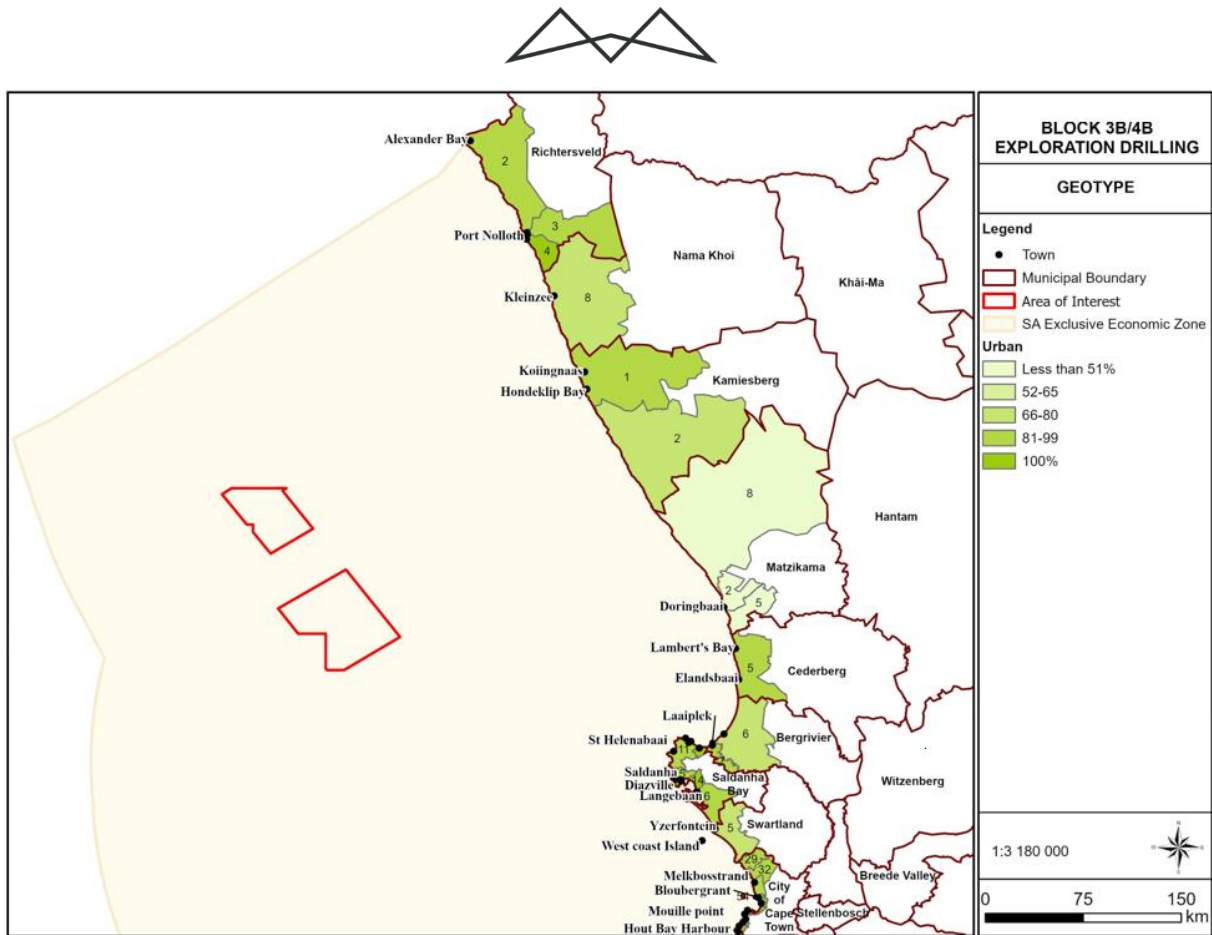 Alexander Bay
2
Richtersveld
3
Port Nolloth
4
Nama Khoi
Khâi-Ma
Kleinzee
8
Koiingnaas
1
Kamiesberg
Hondeklip Bay
2
8
Hantam
Matzikama
2
5
Doringbaai
Lambert's Bay
5
Cederberg
Elandsbaai
Laaiplek
6
Bergrivier
St Helenabaai
11
Saldanha
5
14
Saldanha
Bay
Witzenberg
Diazville
Langebaan
6
Yzerfontein
5
Swartland
West coast Island
29
32
Melkbosstrand
Bloubergrant
City
of
Cape
Town
Breede Valley
Stellenbosch
Mouille point
Hout Bay Harbour
BLOCK 3B/4B
EXPLORATION DRILLING
GEOTYPE
Legend
Town
Municipal Boundary
Area of Interest
SA Exclusive Economic Zone
Urban
Less than 51%
52-65
66-80
81-99
100%
1:3 180 000
0 75 150
km